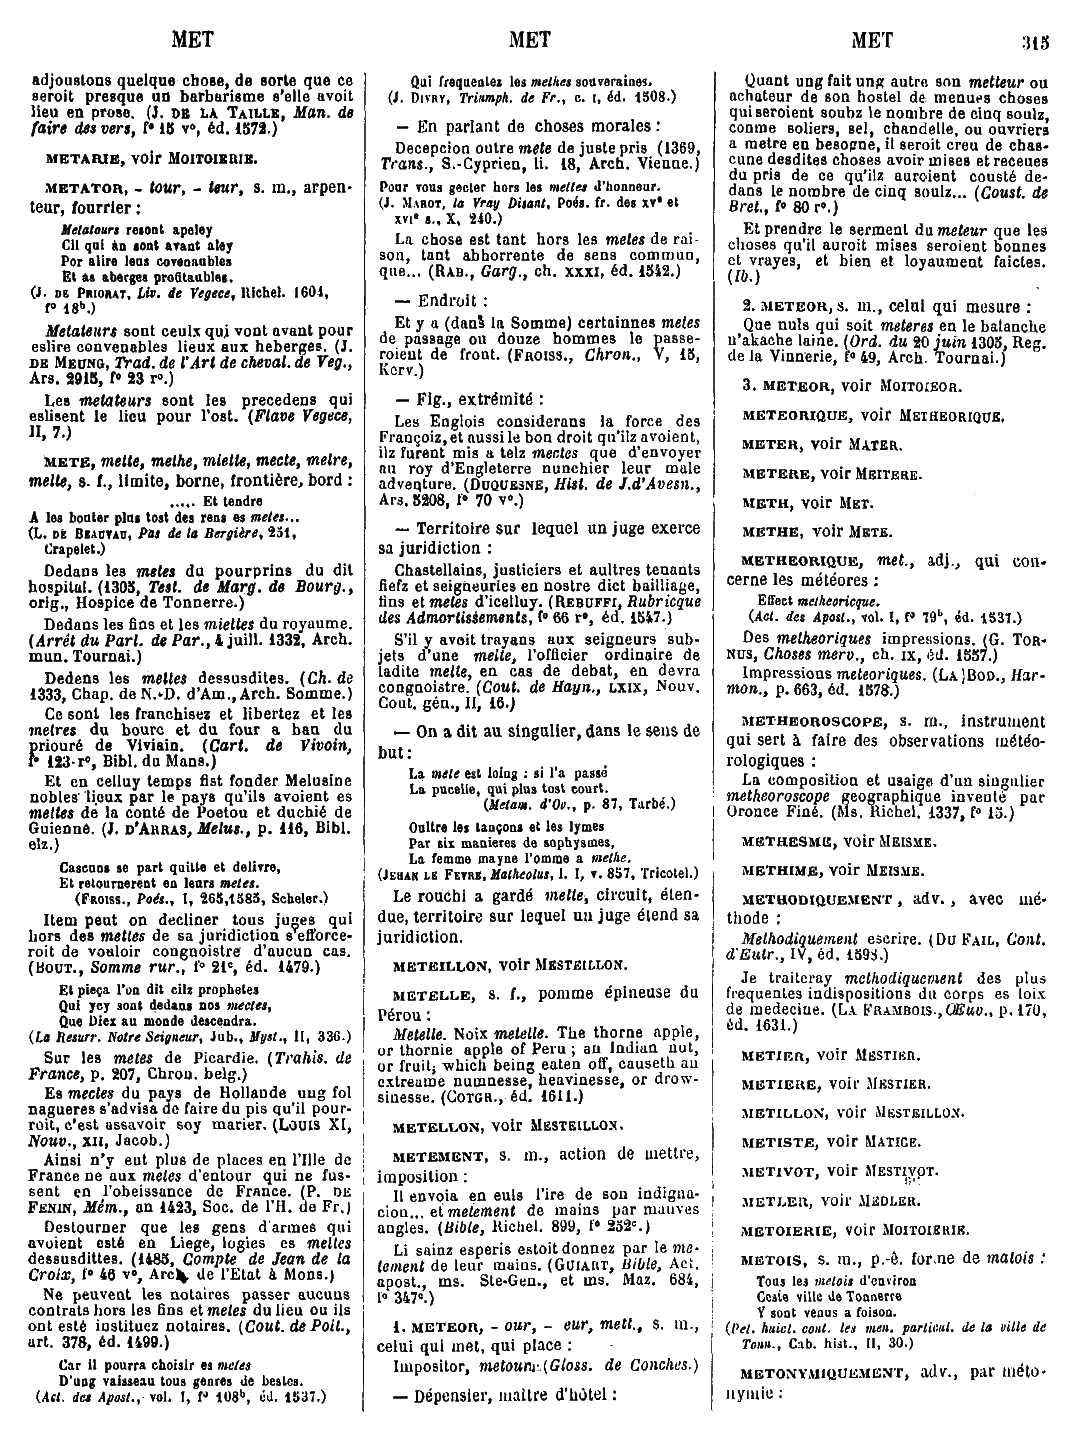 MET
MET
MET
315
adjoustons quelque chose, de sorte que ce
seroit presque un barbarisme s'elle avoit
lieu en prose. (J. DE LA TAILLE, Man. de
faire des vers, f° 15 v°, éd. 1572.)
METARIE, voir MOITOIERIE.
METATOR, - tour, - teur, s. m., arpen-
teur, fourrier :
Metatours resont apeley
Cil qui an sont avant aley
Por alire leus covenaubles
Et as aberges profitaubles.
(J. DE PRIORAT, Liv. de Vegece, Richel. 1604,
f° 18b.)
Metateurs sont ceulx qui vont avant pour
eslire convenables lieux aux heberges. (J.
DE MEUNG, Trad. de l'Art de cheval. de Veg.,
Ars. 2915, f° 23 r°.)
Les metateurs sont les precedens qui
eslisent le lieu pour l'ost. (Flave Vegece,
II, 7.)
METE, mette, methe, miette, mecte, metre,
melte, s. f., limite, borne, frontière, bord :
..... Et tendre
A les bouter plus tost des rens es metes...
(L. DE BEAUVAU, Pas de la Bergière, 251,
Crapelet.)
Dedans les metes du pourprins du dit
hospital. (1305, Test. de Marg. de Bourg.,
orig., Hospice de Tonnerre.)
Dedans les fins et les miettes du royaume.
(Arrêt du Parl. de Par., 4 juill. 1332, Arch.
mun. Tournai.)
Dedens les mettes dessusdites. (Ch. de
1333, Chap. de N.-D. d'Am., Arch. Somme.)
Ce sont les franchisez et libertez et les
metres du bourc et du four a ban du
priouré de Viviain. (Cart. de Vivoin,
f° 123 r°, Bibl. du Mans.)
Et en celluy temps fist fonder Melusine
nobles lieux par le pays qu'ils avoient es
mettes de la conté de Poetou et duchié de
Guienne. (J. D'ARRAS, Melus., p. 116, Bibl.
elz.)
Cascuns se part quitte et delivre,
Et retournerent en leurs metes.
(FROISS., Poés., I, 265,1583, Scheler.)
Item peut on decliner tous juges qui
hors des mettes de sa juridiction s'efforce-
roit de vouloir congnoistre d'aucun cas.
(BOUT., Somme rur., f° 21c, éd. 1479.)
Et pieça l'on dit cilz prophetes
Qui ycy sont dedans nos mectes,
Que Diex au monde descendra.
(La Resurr. Notre Seigneur, Jub., Myst., II, 336.)
Sur les metes de Picardie. (Trahis. de
France, p. 207, Chron. belg.)
Es mectes du pays de Hollande ung fol
nagueres s'advisa de faire du pis qu'il pour-
roit, c'est assavoir soy marier. (LOUIS XI,
Nouv., XII, Jacob.)
Ainsi n'y eut plus de places en l'Ille de
France ne aux metes d'entour qui ne fus-
sent en l'obeissance de France. (P. DE
FENIN, Mém., an 1423, Soc. de l'H. de Fr.)
Destourner que les gens d'armes qui
avoient esté en Liege, logies es mettes
dessusdittes. (1485, Compte de Jean de la
Croix, f° 46 v°, Arch. de l'Etat à Mons.)
Ne peuvent les notaires passer aucuns
contrats hors les fins et metes du lieu ou ils
ont esté instituez notaires. (Cout. de Poit.,
art. 378, éd. 1499.)
Car il pourra choisir es metes
D'ung vaisseau tous genres de bestes.
(Act. des Apost., vol. I, f° 108b, éd. 1537.)
Qui frequentez les methes souveraines.
(J. DIVRY, Triumph. de Fr., c. I, éd. 1508.)
— En parlant de choses morales :
Decepcion outre mete de juste pris (1369,
Trans., S.-Cyprien, li. 18, Arch. Vienne.)
Pour vous gecter hors les mettes d'honneur.
(J. MAROT, la Vray Disant, Poés. fr. des xve et
xvie s., X, 240.)
La chose est tant hors les metes de rai-
son, tant abhorrente de sens commun,
que... (RAB., Garg., ch. XXXI, éd. 1542.)
— Endroit :
Et y a (dans la Somme) certainnes metes
de passage ou douze hommes le passe-
roient de front. (FROISS., Chron., V, 15,
Kerv.)
— Fig., extrémité :
Les Englois considerans la force des
Françoiz, et aussi le bon droit qu'ilz avoient,
ilz furent mis a telz mectes que d'envoyer
au roy d'Engleterre nunchier leur male
adventure. (DUQUESNE, Hist. de J. d'Avesn.,
Ars. 5208, f° 70 v°.)
— Territoire sur lequel un juge exerce
sa juridiction :
Chastellains, justiciers et aultres tenants
fiefz et seigneuries en nostre dict bailliage,
fins et metes d'icelluy. (REBUFFI, Rubricque
des Admortissements, f° 66 r°, éd. 1547.)
S'il y avoit trayans aux seigneurs sub-
jets d'une mette, l'officier ordinaire de
ladite mette, en cas de debat, en devra
congnoistre. (Cout. de Hayn., LXIX, Nouv.
Cout. gén., II, 16.)
— On a dit au singulier, dans le sens de
but :
La mete est loing : si l'a passé
La pucelle, qui plus tost court.
(Metam. d'Ov., p. 87, Tarbé.)
Oultre les tançons et les lymes
Par six manieres de sophysmes,
La femme mayne l'omme a methe.
(JEHAN LE FEVRE, Matheolus, l. I, v. 857, Tricotel.)
Le rouchi a gardé mette, circuit, éten-
due, territoire sur lequel un juge étend sa
juridiction.
METEILLON, voir MESTEILLON.
METELLE, s. f., pomme épineuse du
Pérou :
Metelle. Noix metelle. The thorne apple,
or thornie apple of Peru ; an Indian nut,
or fruit, which being eaten off, causeth an
extreame numnesse, heavinesse, or drow-
sinesse. (COTGR., éd. 1611.)
METELLON, voir MESTEILLON.
METEMENT, s. m., action de mettre,
imposition :
Il envoia en euls l'ire de son indigna-
cion... et metement de mains par mauves
angles. (Bible, Richel. 899, f° 252c.)
Li sainz esperis estoit donnez par le me-
tement de leur mains. (GUIART, Bible, Act.
apost., ms. Ste-Gen., et ms. Maz. 684,
f° 347c.)
1. METEOR, - our, - eur, mett., s. m.,
celui qui met, qui place :
Impositor, metours. (Gloss. de Conches.)
— Dépensier, maître d'hôtel :
Quant ung fait ung autre son metteur ou
achateur de son hostel de menues choses
qui seroient soubz le nombre de cinq soulz,
comme soliers, sel, chandelle, ou ouvriers
a metre en besogne, il seroit creu de chas-
cune desdites choses avoir mises et receues
du pris de ce qu'ilz auroient cousté de-
dans le nombre de cinq soulz... (Coust. de
Bret., f° 80 r°.)
Et prendre le serment du meteur que les
choses qu'il auroit mises seroient bonnes
et vrayes, et bien et loyaument faictes.
(Ib.)
2. METEOR, s. m., celui qui mesure :
Que nuls qui soit meteres en le balanche
n'akache laine. (Ord. du 20 juin 1305, Reg.
de la Vinnerie, f° 49, Arch. Tournai.)
3. METEOR, voir MOITOIEOR.
METEORIQUE, voir METHEORIQUE.
METER, voir MATER.
METERE, voir MEITERE.
METH, voir MET.
METHE, voir METE.
METHEORIQUE, met., adj., qui con-
cerne les météores :
Effect metheoricque.
(Act. des Apost., vol. I, f° 79b, éd. 1537.)
Des metheoriques impressions. (G. TOR-
NUS, Choses merv., ch. IX, éd. 1557.)
Impressions meteoriques. (LA BOD., Har-
mon., p. 663, éd. 1578.)
METHEOROSCOPE, s. m., instrument
qui sert à faire des observations météo-
rologiques :
La composition et usaige d'un singulier
metheoroscope geographique inventé par
Oronce Finé. (Ms. Richel. 1337, f° 15.)
METHESME, voir MEISME.
METHIME, voir MEISME.
METHODIQUEMENT, adv., avec mé-
thode :
Methodiquement escrire. (DU FAIL, Cont.
d'Eutr., IV, éd. 1598.)
Je traiteray methodiquement des plus
frequentes indispositions du corps es loix
de medecine. (LA FRAMBOIS., Œuv., p. 170,
éd. 1631.)
METIER, voir MESTIER.
METIERE, voir MESTIER.
METILLON, voir MESTEILLON.
METISTE, voir MATICE.
METIVOT, voir MESTIVOT.
METLER, voir MEDLER.
METOIERIE, voir MOITOIERIE.
METOIS, s. m., p.-ê. forme de matois :
Tous les metois d'environ
Ceste ville de Tonnerre
Y sont venus a foison.
(Pet. huict. cont. les men. particul. de la ville de
Tonn., Cab. hist., II, 30.)
METONYMIQUEMENT, adv., par méto-
nymie :